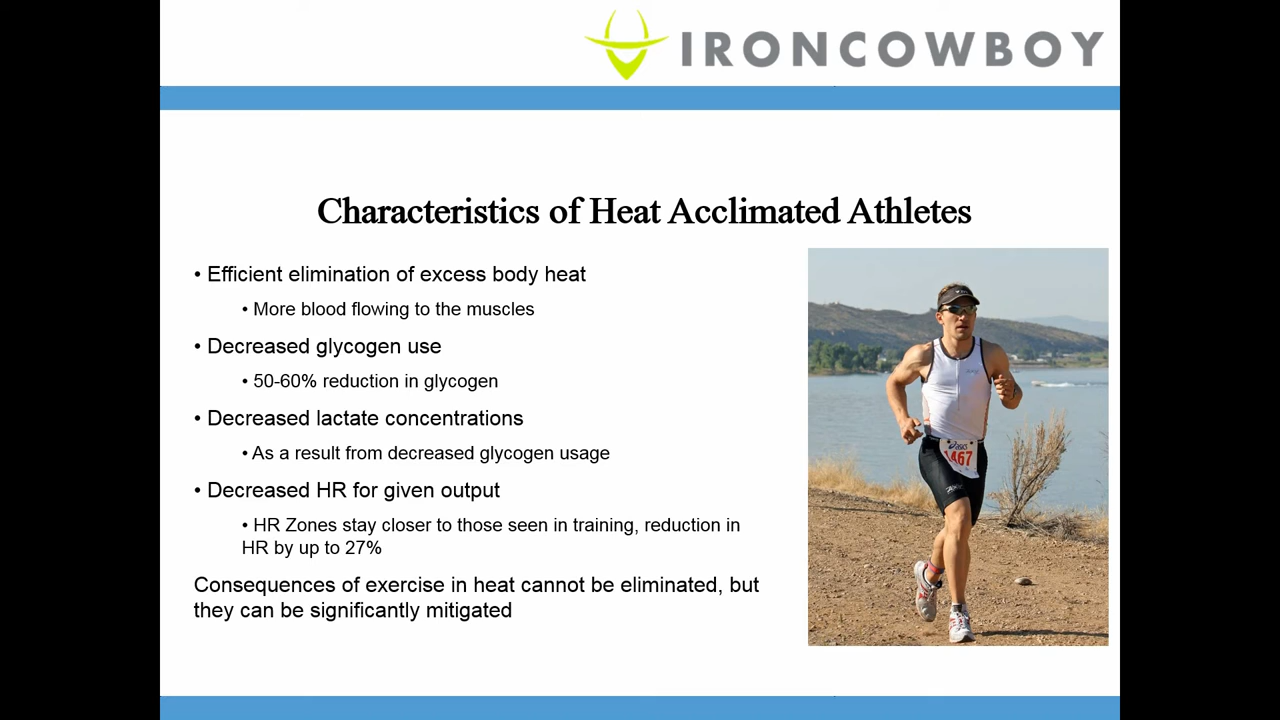 IRONCOWBOY
Characteristics of Heat Acclimated Athletes
• Efficient elimination of excess body heat
• More blood flowing to the muscles
• Decreased glycogen use
• 50-60% reduction in glycogen
• Decreased lactate concentrations
• As a result from decreased glycogen usage
• Decreased HR for given output
• HR Zones stay closer to those seen in training, reduction in
HR by up to 27%
Consequences of exercise in heat cannot be eliminated, but
they can be significantly mitigated
asics
1467